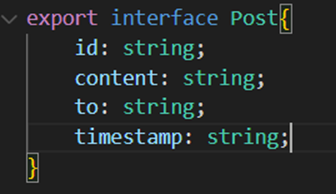 export interface Post{
    id: string;
    content: string;
    to: string;
    timestamp: string;
}